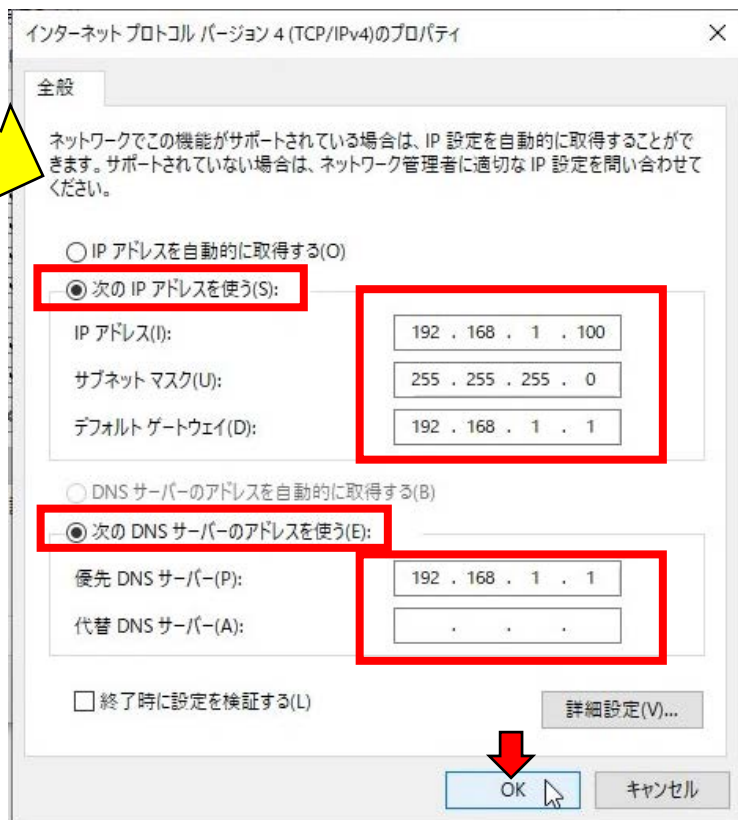 インターネット プロトコル バージョン 4 (TCP/IPv4)のプロパティ
全般
ネットワークでこの機能がサポートされている場合は、IP 設定を自動的に取得することがで
きます。サポートされていない場合は、ネットワーク管理者に適切な IP 設定を問い合わせて
ください。
IP アドレスを自動的に取得する(O)
次の IP アドレスを使う(S):
IP アドレス(I): 192 . 168 . 1 . 100
サブネット マスク(U): 255 . 255 . 255 . 0
デフォルト ゲートウェイ(D): 192 . 168 . 1 . 1
DNS サーバーのアドレスを自動的に取得する(B)
次の DNS サーバーのアドレスを使う(E):
優先 DNS サーバー(P): 192 . 168 . 1 . 1
代替 DNS サーバー(A): . . .
終了時に設定を検証する(L)
詳細設定(V)...
OK キャンセル